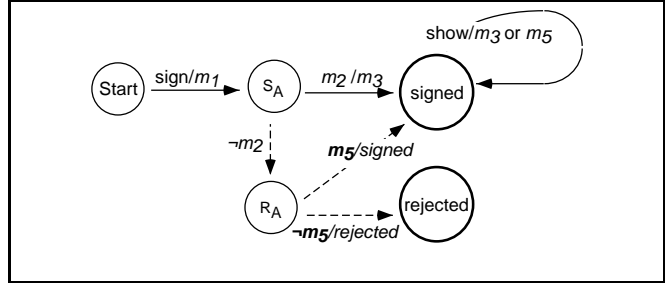 show/m3 or m5
sign/m1
m2 /m3
Start
SA
signed
¬m2
m5/signed
RA
rejected
¬m5/rejected